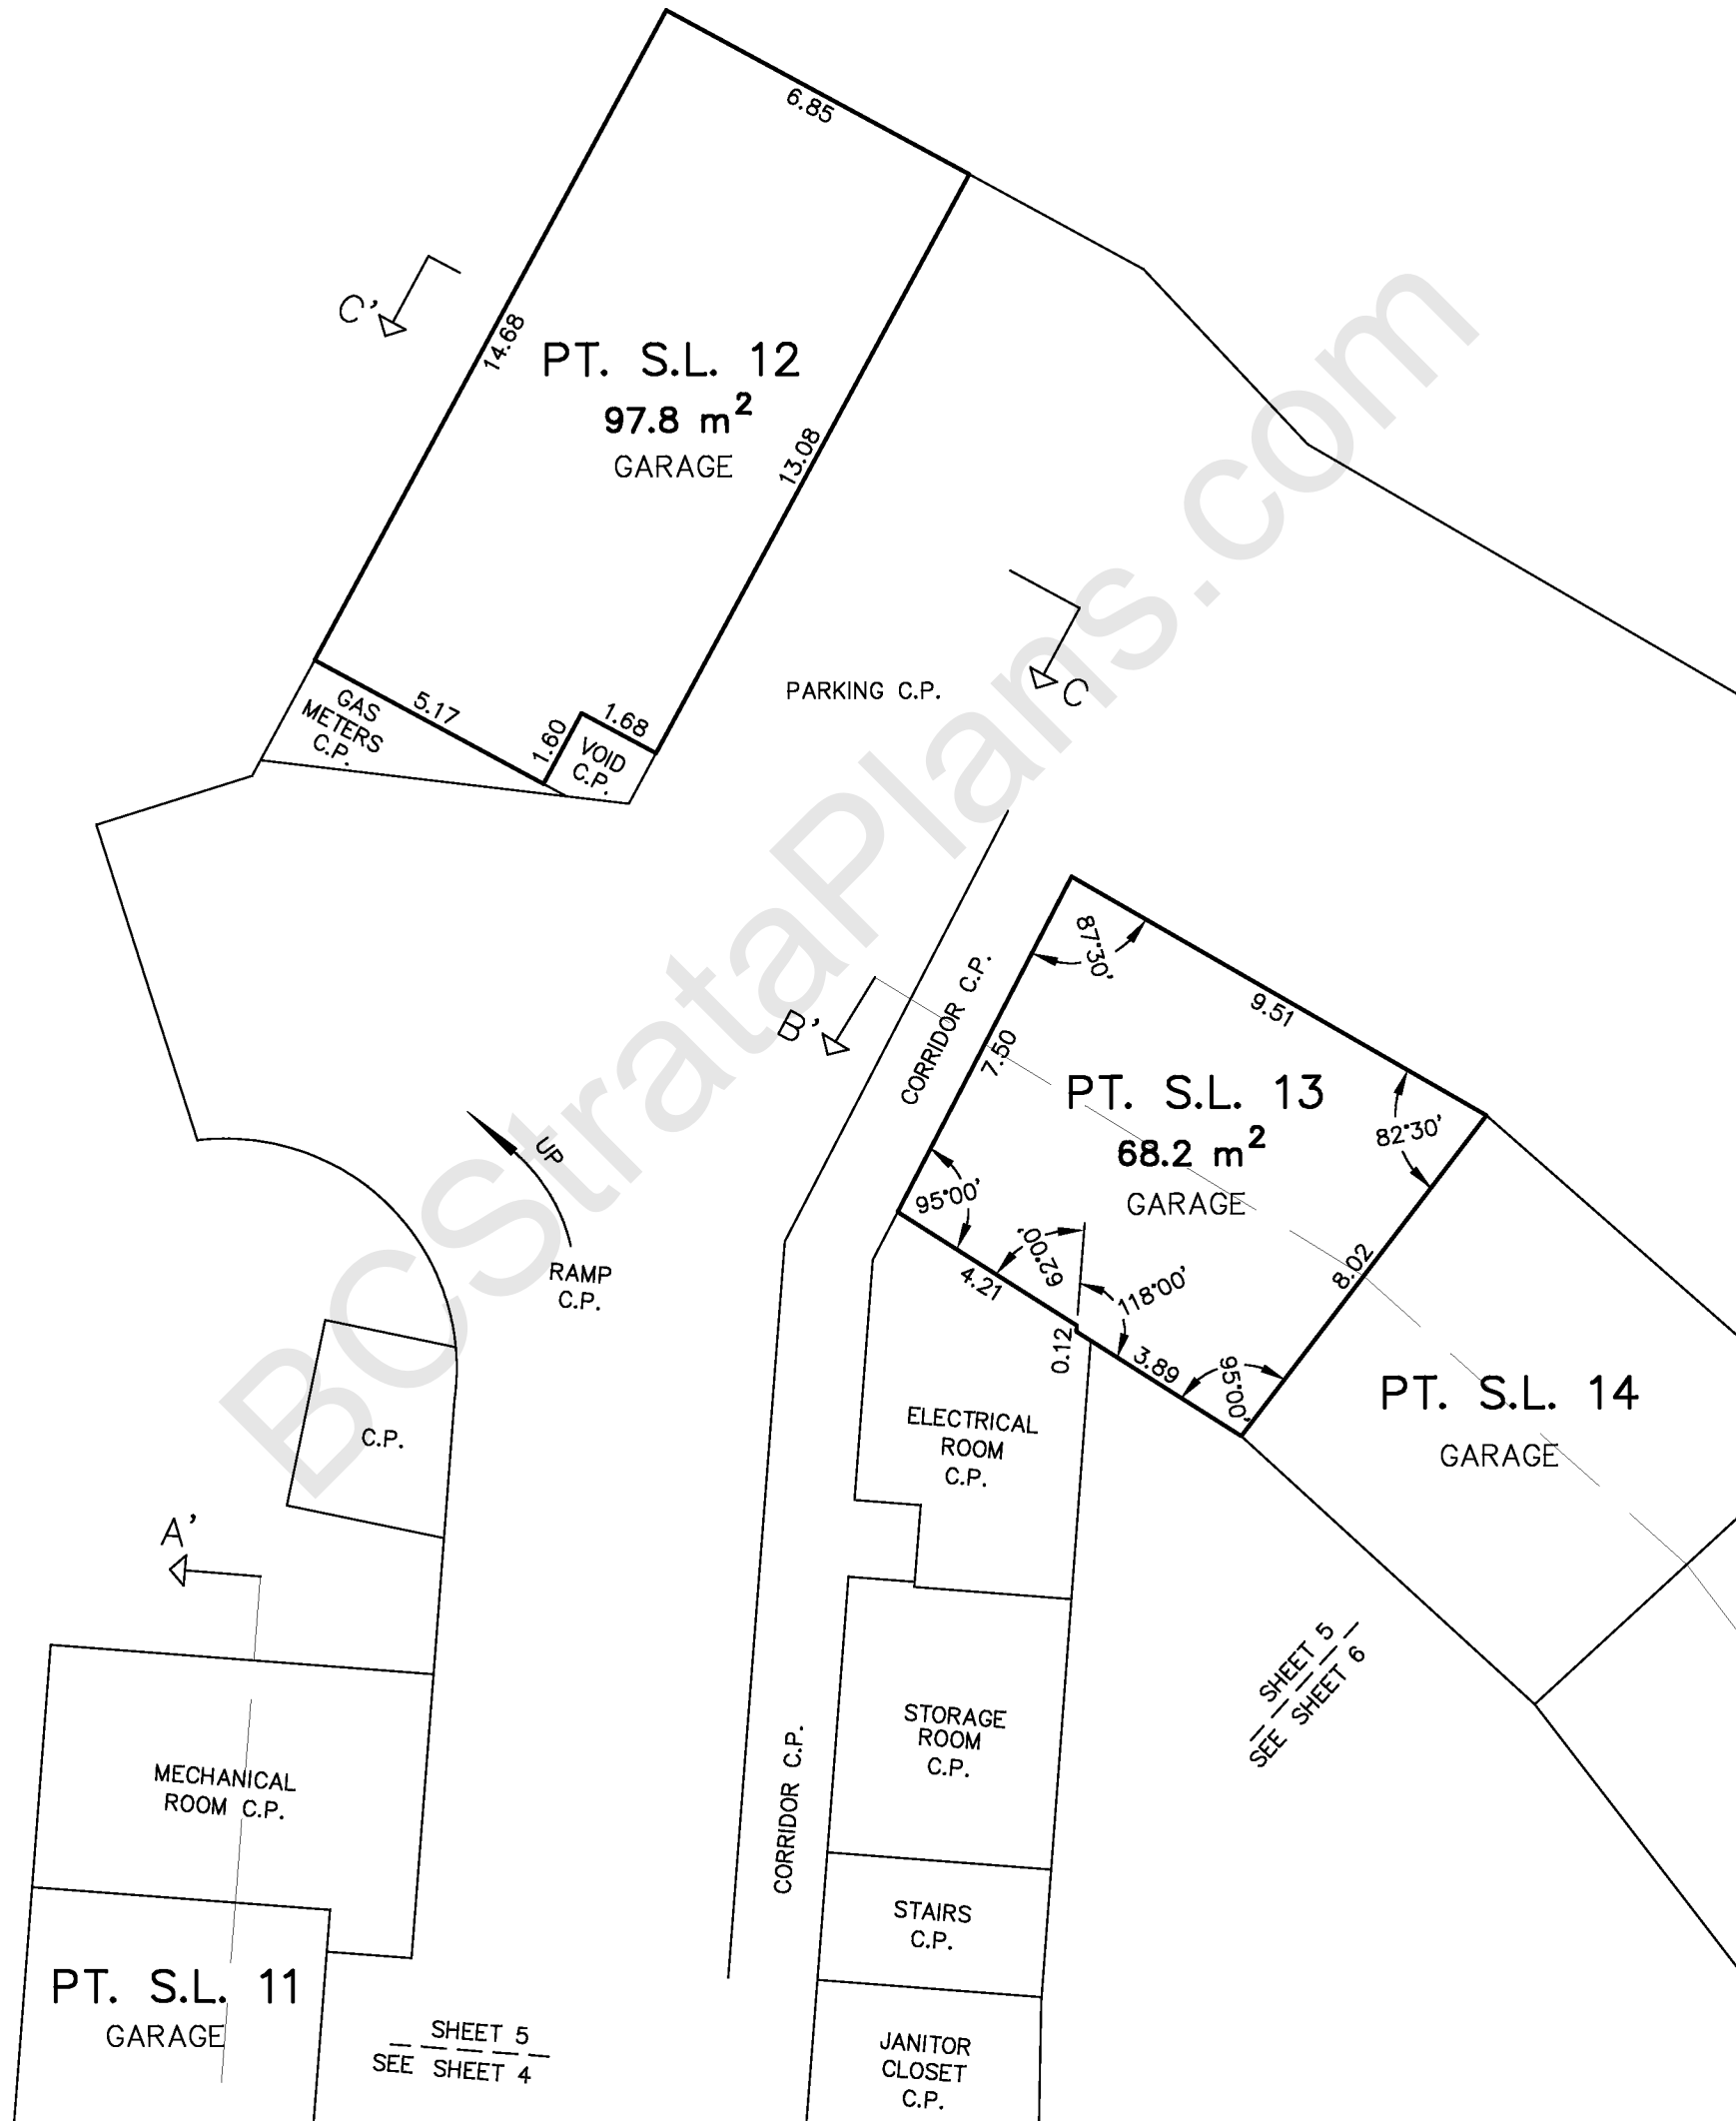 6.85
C'
14.68
PT. S.L. 12
97.8 m²
GARAGE
13.08
GAS
METERS
C.P.
5.17
1.60
1.68
VOID
C.P.
PARKING C.P.
C
B'
CORRIDOR C.P.
7.50
87°30'
9.51
PT. S.L. 13
68.2 m²
GARAGE
82°30'
95°00'
4.21
62°00'
118°00'
0.12
3.89
95°00'
8.02
UP
RAMP
C.P.
C.P.
ELECTRICAL
ROOM
C.P.
PT. S.L. 14
GARAGE
A'
MECHANICAL
ROOM C.P.
CORRIDOR C.P.
STORAGE
ROOM
C.P.
SHEET 5
SEE SHEET 6
STAIRS
C.P.
PT. S.L. 11
GARAGE
SHEET 5
SEE SHEET 4
JANITOR
CLOSET
C.P.
BCStrataPlans.com